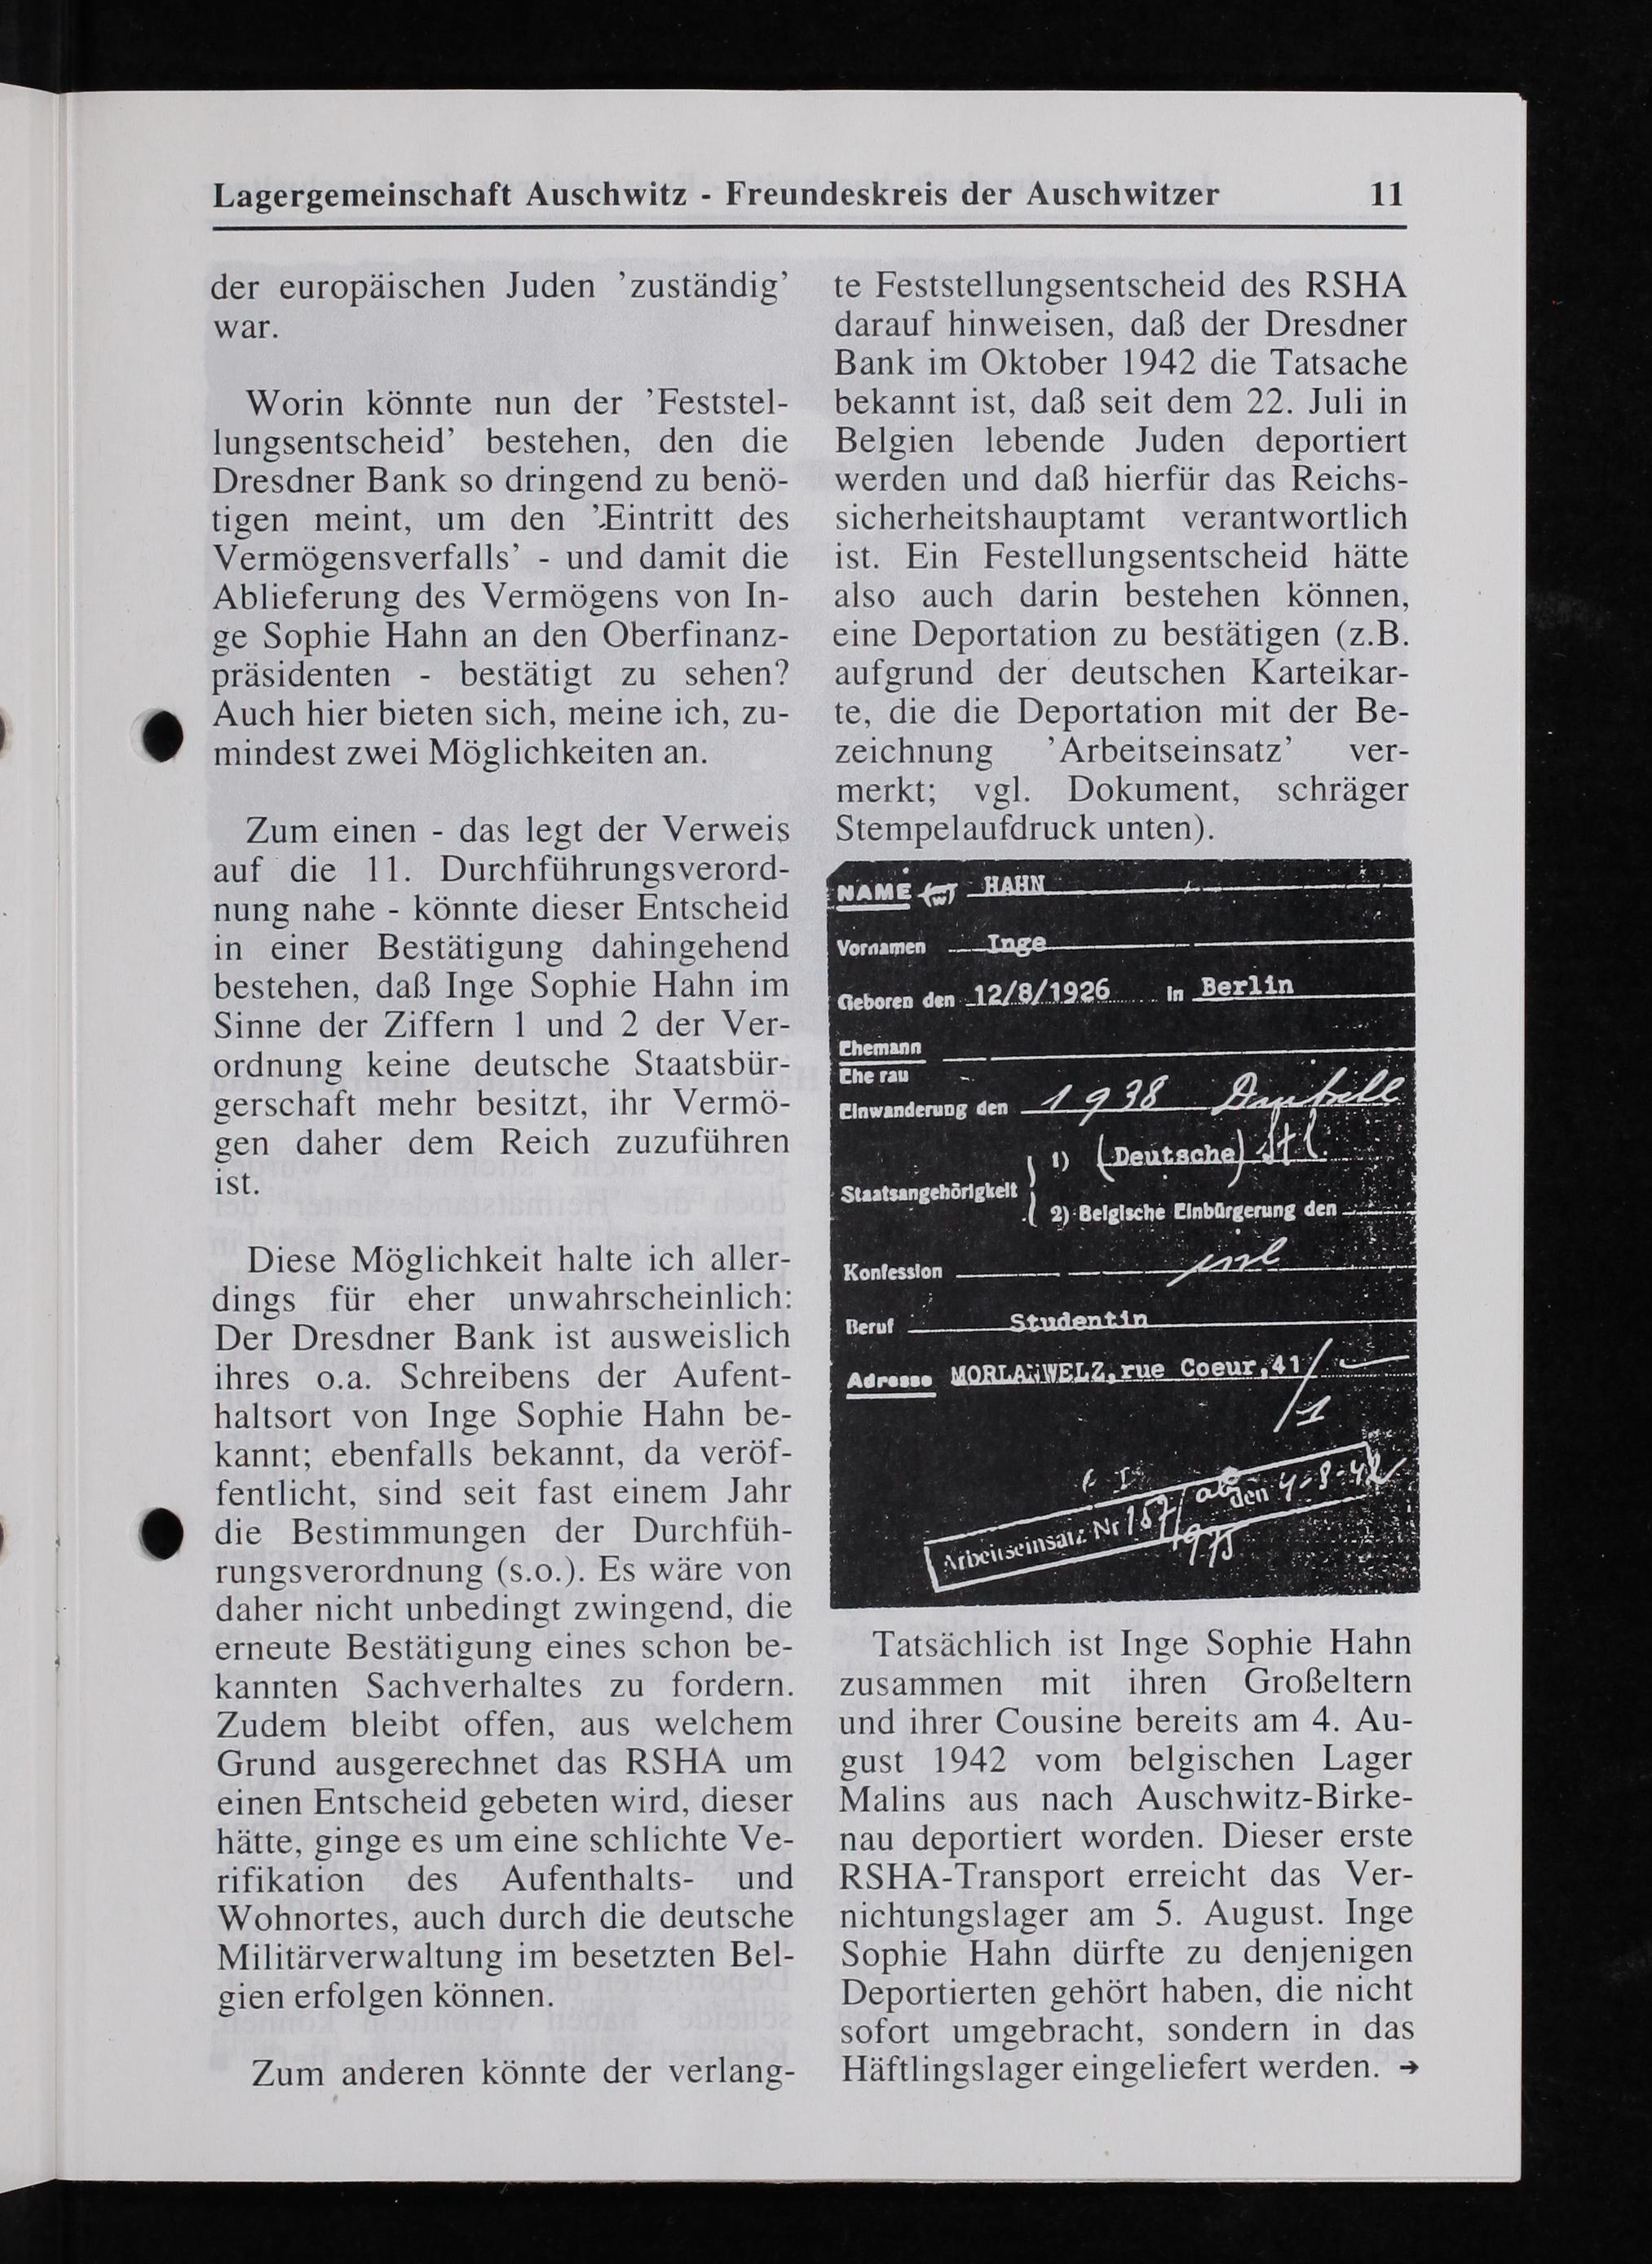 Lagergemeinschaft Auschwitz - Freundeskreis der Auschwitzer 11
der europäischen Juden ’zuständig’
war.
Worin könnte nun der ’Feststel-
lungsentscheid’ bestehen, den die
Dresdner Bank so dringend zu benö-
tigen meint, um den ’Eintritt des
Vermögensverfalls’ - und damit die
Ablieferung des Vermögens von In-
ge Sophie Hahn an den Oberfinanz-
präsidenten - bestätigt zu sehen?
Auch hier bieten sich, meine ich, zu-
mindest zwei Möglichkeiten an.
Zum einen - das legt der Verweis
auf die 11. Durchführungsverord-
nung nahe - könnte dieser Entscheid
in einer Bestätigung dahingehend
bestehen, daß Inge Sophie Hahn im
Sinne der Ziffern 1 und 2 der Ver-
ordnung keine deutsche Staatsbür-
gerschaft mehr besitzt, ihr Vermö-
gen daher dem Reich zuzuführen
ist.
Diese Möglichkeit halte ich aller-
dings für eher unwahrscheinlich:
Der Dresdner Bank ist ausweislich
ihres o.a. Schreibens der Aufent-
haltsort von Inge Sophie Hahn be-
kannt; ebenfalls bekannt, da veröf-
fentlicht, sind seit fast einem Jahr
die Bestimmungen der Durchfüh-
rungsverordnung (s.o.). Es wäre von
daher nicht unbedingt zwingend, die
erneute Bestätigung eines schon be-
kannten Sachverhaltes zu fordern.
Zudem bleibt offen, aus welchem
Grund ausgerechnet das RSHA um
einen Entscheid gebeten wird, dieser
hätte, ginge es um eine schlichte Ve-
rifikation des Aufenthalts- und
Wohnortes, auch durch die deutsche
Militärverwaltung im besetzten Bel-
gien erfolgen können.
Zum anderen könnte der verlang-
te Feststellungsentscheid des RSHA
darauf hinweisen, daß der Dresdner
Bank im Oktober 1942 die Tatsache
bekannt ist, daß seit dem 22. Juli in
Belgien lebende Juden deportiert
werden und daß hierfür das Reichs-
sicherheitshauptamt verantwortlich
ist. Ein Festellungsentscheid hätte
also auch darin bestehen können,
eine Deportation zu bestätigen (z.B.
aufgrund der deutschen Karteikar-
te, die die Deportation mit der Be-
zeichnung ’Arbeitseinsatz’ ver-
merkt; vgl. Dokument, schräger
Stempelaufdruck unten).
NAME (w) HAHN
Vornamen Inge
Geboren den 12/8/1926 in Berlin
Ehemann
Ehe rau
Einwanderung den 1938
1) (Deutsche) Stl.
Staatsangehörigkeit
2) Belgische Einbürgerung den
Konfession
Beruf Studentin
Adresse MORLANWELZ, rue Coeur, 41
/1
Arbeitseinsatz Nr 157/ ab den 4-8-42
975
Tatsächlich ist Inge Sophie Hahn
zusammen mit ihren Großeltern
und ihrer Cousine bereits am 4. Au-
gust 1942 vom belgischen Lager
Malins aus nach Auschwitz-Birke-
nau deportiert worden. Dieser erste
RSHA-Transport erreicht das Ver-
nichtungslager am 5. August. Inge
Sophie Hahn dürfte zu denjenigen
Deportierten gehört haben, die nicht
sofort umgebracht, sondern in das
Häftlingslager eingeliefert werden. →